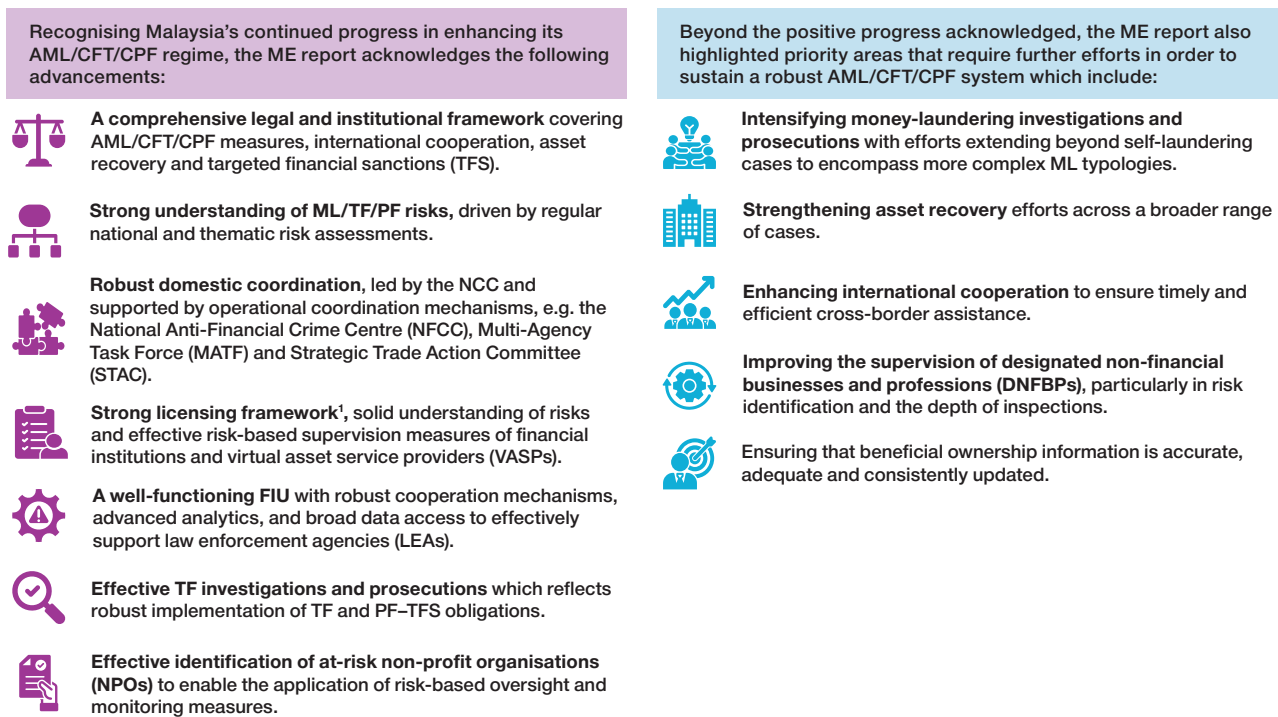 Recognising Malaysia's continued progress in enhancing its
AML/CFT/CPF regime, the ME report acknowledges the following
advancements:
A comprehensive legal and institutional framework covering
AML/CFT/CPF measures, international cooperation, asset
recovery and targeted financial sanctions (TFS).
Strong understanding of ML/TF/PF risks, driven by regular
national and thematic risk assessments.
Robust domestic coordination, led by the NCC and
supported by operational coordination mechanisms, e.g. the
National Anti-Financial Crime Centre (NFCC), Multi-Agency
Task Force (MATF) and Strategic Trade Action Committee
(STAC).
Strong licensing framework¹, solid understanding of risks
and effective risk-based supervision measures of financial
institutions and virtual asset service providers (VASPs).
A well-functioning FIU with robust cooperation mechanisms,
advanced analytics, and broad data access to effectively
support law enforcement agencies (LEAs).
Effective TF investigations and prosecutions which reflects
robust implementation of TF and PF–TFS obligations.
Effective identification of at-risk non-profit organisations
(NPOs) to enable the application of risk-based oversight and
monitoring measures.
Beyond the positive progress acknowledged, the ME report also
highlighted priority areas that require further efforts in order to
sustain a robust AML/CFT/CPF system which include:
Intensifying money-laundering investigations and
prosecutions with efforts extending beyond self-laundering
cases to encompass more complex ML typologies.
Strengthening asset recovery efforts across a broader range
of cases.
Enhancing international cooperation to ensure timely and
efficient cross-border assistance.
Improving the supervision of designated non-financial
businesses and professions (DNFBPs), particularly in risk
identification and the depth of inspections.
Ensuring that beneficial ownership information is accurate,
adequate and consistently updated.